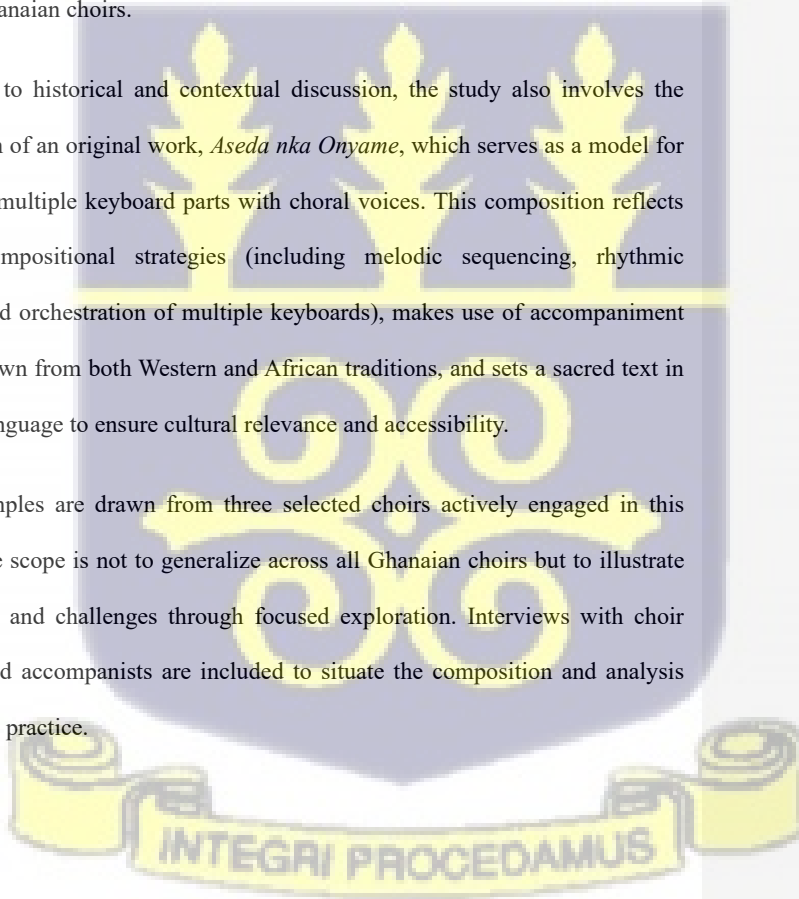 anaian choirs.
to historical and contextual discussion, the study also involves the
of an original work, Aseda nka Onyame, which serves as a model for
multiple keyboard parts with choral voices. This composition reflects
mpositional strategies (including melodic sequencing, rhythmic
d orchestration of multiple keyboards), makes use of accompaniment
wn from both Western and African traditions, and sets a sacred text in
nguage to ensure cultural relevance and accessibility.
nples are drawn from three selected choirs actively engaged in this
e scope is not to generalize across all Ghanaian choirs but to illustrate
and challenges through focused exploration. Interviews with choir
d accompanists are included to situate the composition and analysis
practice.
INTEGRI PROCEDAMUS